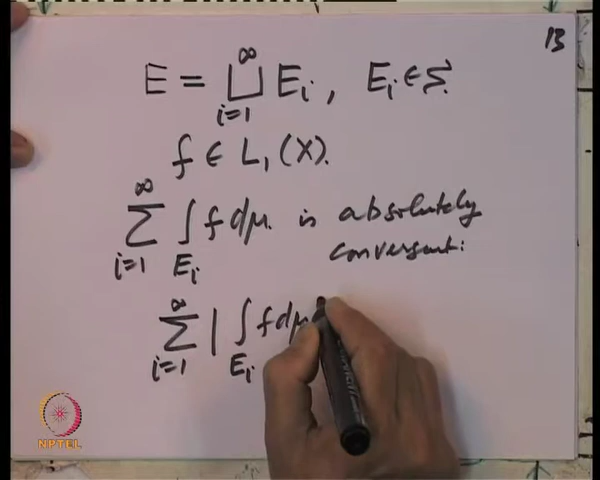 13
E = ⨆_{i=1}^{∞} E_i , E_i ∈ S.
f ∈ L_1 (X).
∑_{i=1}^{∞} ∫_{E_i} f dμ is absolutely
convergent:
∑_{i=1}^{∞} | ∫_{E_i} f dμ
NPTEL